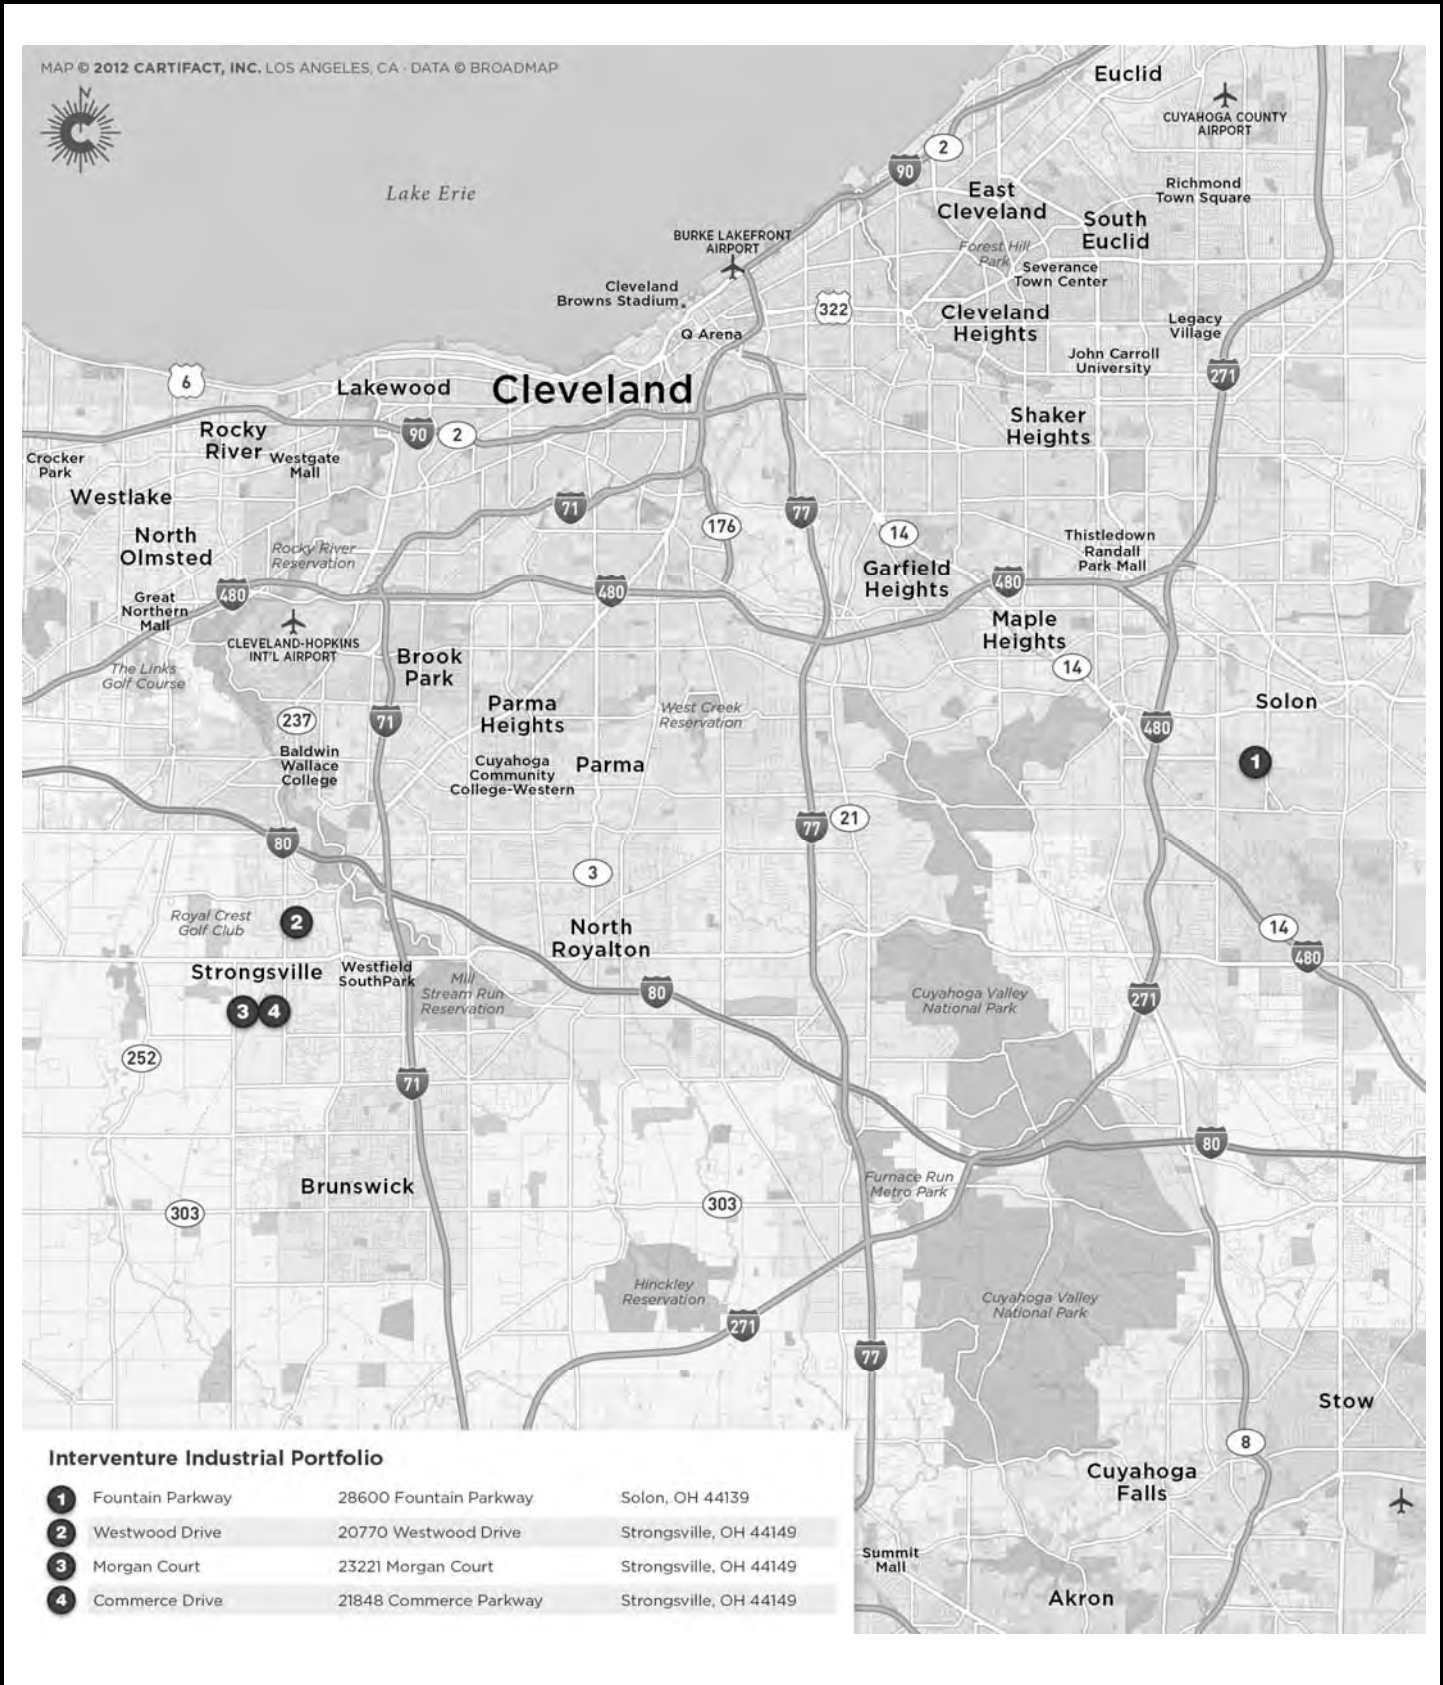 MAP © 2012 CARTIFACT, INC. LOS ANGELES, CA · DATA © BROADMAP
N
C
Lake Erie
Euclid
CUYAHOGA COUNTY
AIRPORT
2
90
Richmond
Town Square
East
Cleveland
South
Euclid
BURKE LAKEFRONT
AIRPORT
Forest Hill
Park
Severance
Town Center
Cleveland
Browns Stadium
322
Cleveland
Heights
Legacy
Village
Q Arena
John Carroll
University
6
Lakewood
Cleveland
271
Shaker
Heights
Rocky
River
90
2
Crocker
Park
Westgate
Mall
Westlake
71
77
176
14
North
Olmsted
Rocky River
Reservation
Thistledown
Randall
Park Mall
Garfield
Heights
480
480
480
Great
Northern
Mall
Maple
Heights
CLEVELAND-HOPKINS
INT'L AIRPORT
Brook
Park
The Links
Golf Course
14
Solon
Parma
Heights
West Creek
Reservation
237
71
480
Baldwin
Wallace
College
Cuyahoga
Community
College-Western
Parma
1
77
21
80
3
Royal Crest
Golf Club
2
North
Royalton
14
480
Strongsville
Westfield
SouthPark
Mill
Stream Run
Reservation
80
Cuyahoga Valley
National Park
271
3
4
252
71
80
Furnace Run
Metro Park
Brunswick
303
303
Hinckley
Reservation
Cuyahoga Valley
National Park
271
77
Stow
8
Cuyahoga
Falls
Summit
Mall
Akron
Interventure Industrial Portfolio
1 Fountain Parkway 28600 Fountain Parkway Solon, OH 44139
2 Westwood Drive 20770 Westwood Drive Strongsville, OH 44149
3 Morgan Court 23221 Morgan Court Strongsville, OH 44149
4 Commerce Drive 21848 Commerce Parkway Strongsville, OH 44149